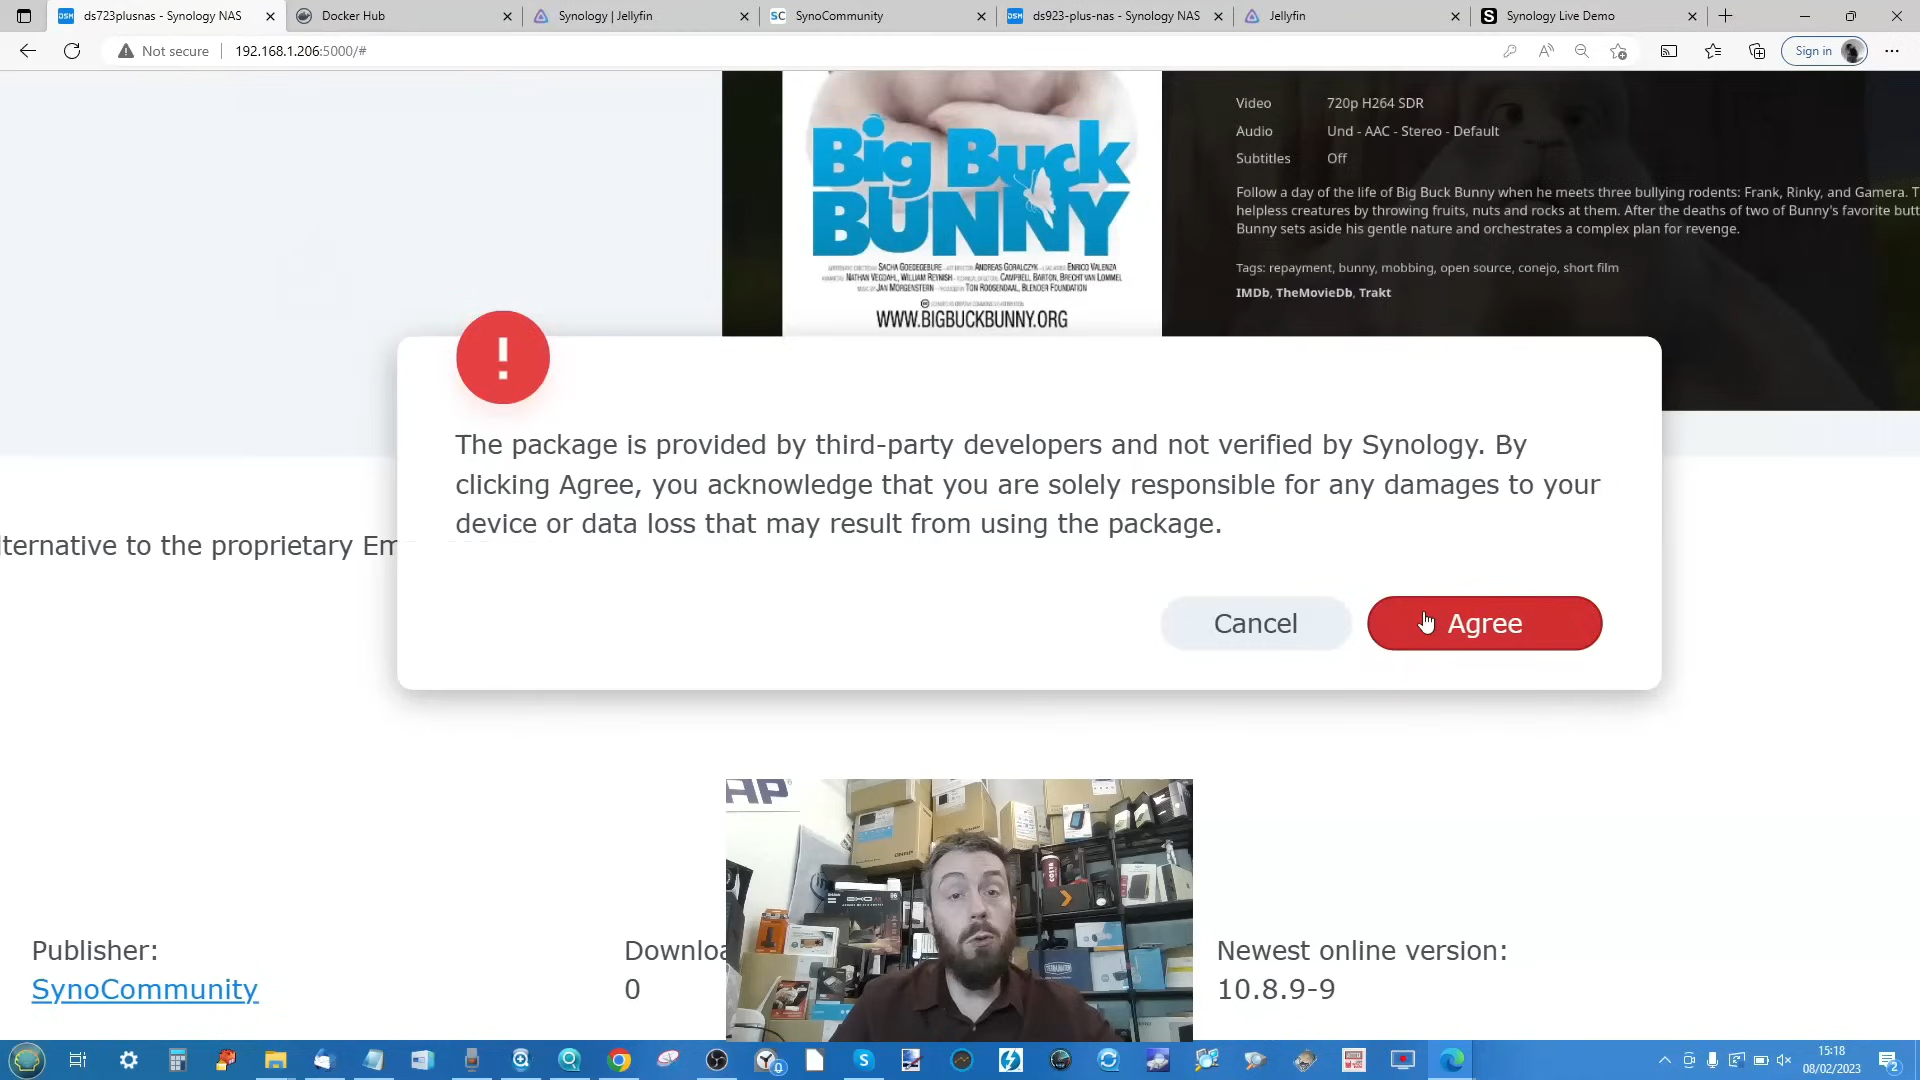 ds723plusnas - Synology NAS
Docker Hub
Synology | Jellyfin
SC
SynoCommunity
ds923-plus-nas - Synology NAS
Jellyfin
Synology Live Demo
Not secure
192.168.1.206:5000/#
Sign in
Big Buck
BUNNY
WWW.BIGBUCKBUNNY.ORG
Video 720p H264 SDR
Audio Und - AAC - Stereo - Default
Subtitles Off
Follow a day of the life of Big Buck Bunny when he meets three bullying rodents: Frank, Rinky, and Gamera. T
helpless creatures by throwing fruits, nuts and rocks at them. After the deaths of two of Bunny's favorite butt
Bunny sets aside his gentle nature and orchestrates a complex plan for revenge.
Tags: repayment, bunny, mobbing, open source, conejo, short film
IMDb, TheMovieDb, Trakt
The package is provided by third-party developers and not verified by Synology. By
clicking Agree, you acknowledge that you are solely responsible for any damages to your
device or data loss that may result from using the package.
lternative to the proprietary Em
Cancel
Agree
Publisher:
SynoCommunity
Downloa
0
Newest online version:
10.8.9-9
15:18
08/02/2023
2